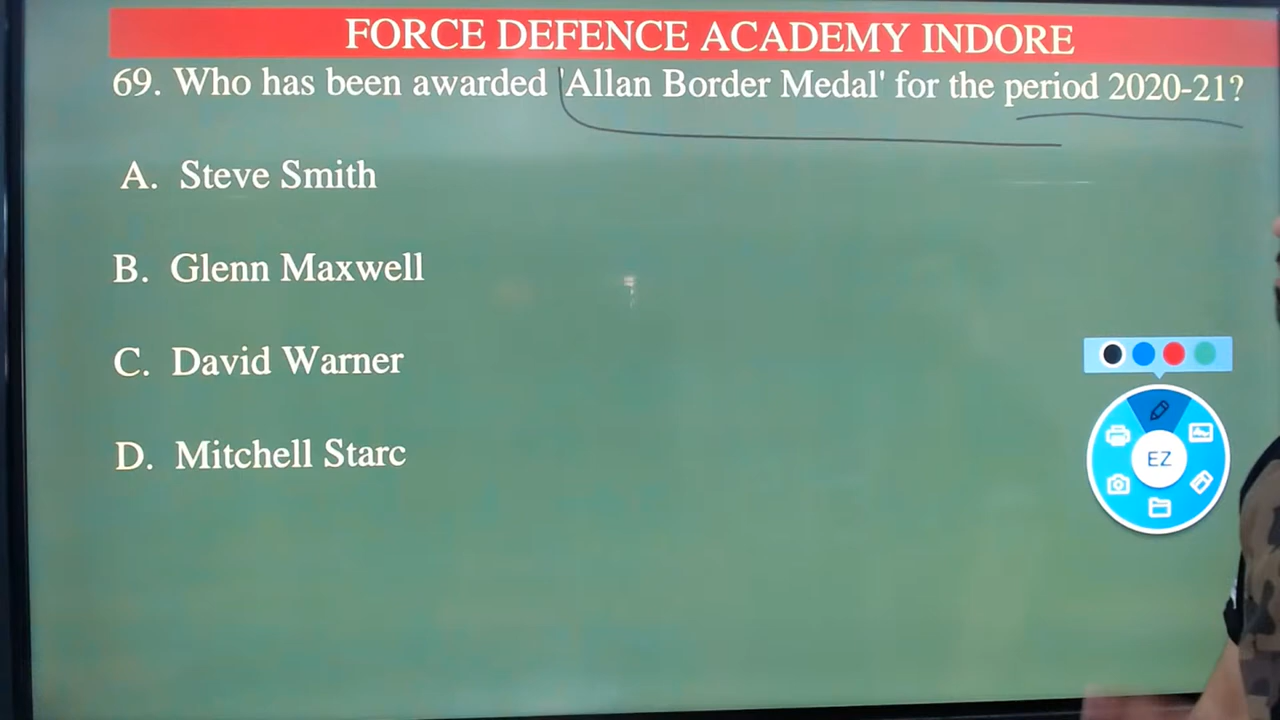 FORCE DEFENCE ACADEMY INDORE
69. Who has been awarded 'Allan Border Medal' for the period 2020-21?
A. Steve Smith
B. Glenn Maxwell
C. David Warner
D. Mitchell Starc
EZ